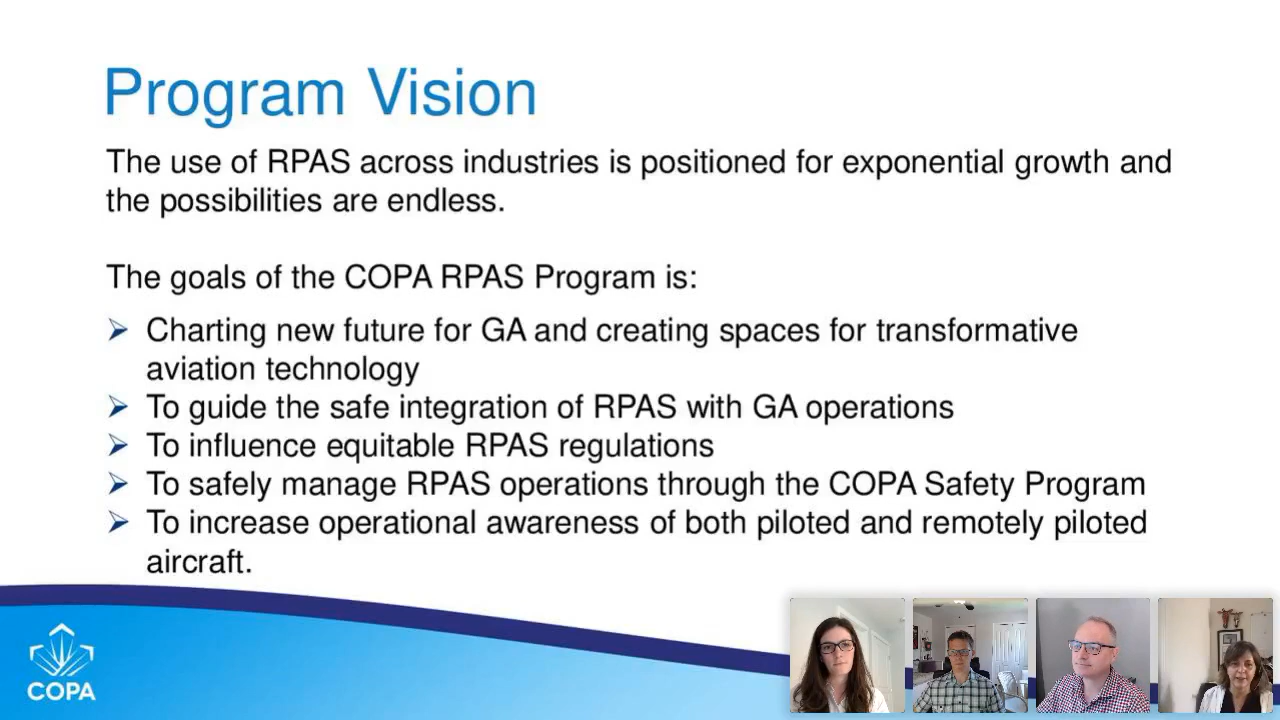 Program Vision
The use of RPAS across industries is positioned for exponential growth and
the possibilities are endless.
The goals of the COPA RPAS Program is:
Charting new future for GA and creating spaces for transformative
aviation technology
To guide the safe integration of RPAS with GA operations
To influence equitable RPAS regulations
To safely manage RPAS operations through the COPA Safety Program
To increase operational awareness of both piloted and remotely piloted
aircraft.
COPA